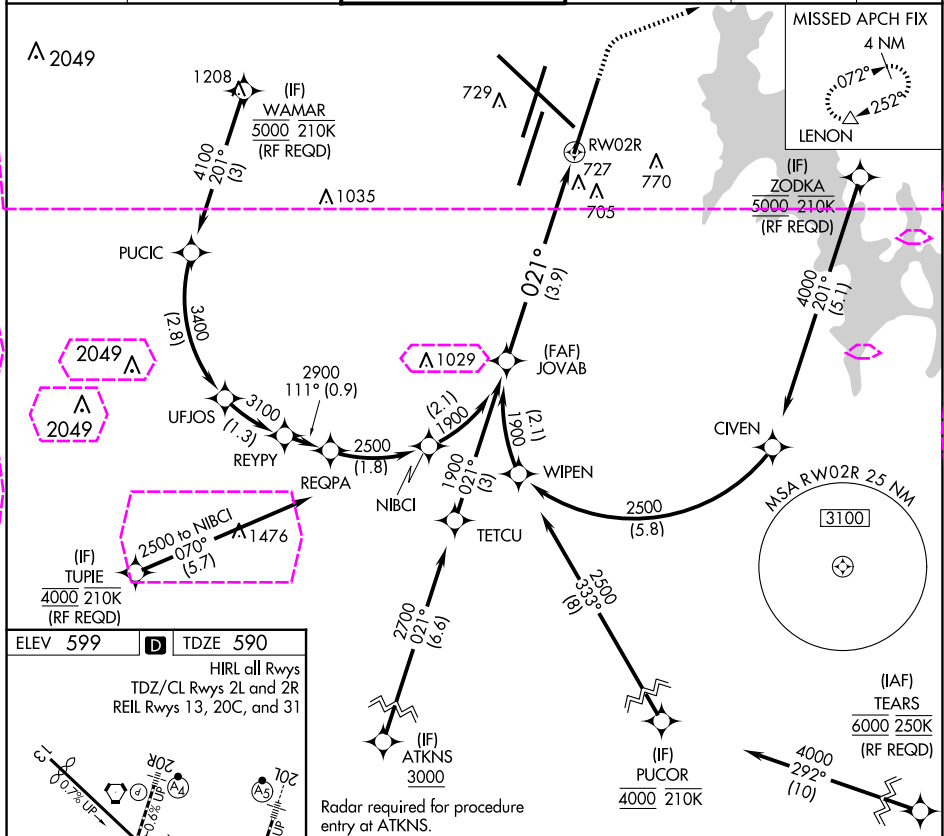 MISSED APCH FIX
4 NM
072°
252°
LENON
2049
1208
(IF)
WAMAR
5000 210K
(RF REQD)
729
RW02R
727
770
705
(IF)
ZODKA
5000 210K
(RF REQD)
4100
201°
(3)
1035
PUCIC
021°
(3.9)
4000
201°
(5.1)
3400
(2.8)
2049
2049
1029
(FAF)
JOVAB
2900
111° (0.9)
UFJOS
3100
(1.3)
REYPY
REQPA
2500
(1.8)
(2.1)
1900
NIBCI
1900
021°
(3)
(2.1)
1900
WIPEN
CIVEN
2500
(5.8)
TETCU
MSA RW02R 25 NM
3100
2500 to NIBCI
070°
(5.7)
1476
(IF)
TUPIE
4000 210K
(RF REQD)
2700
021°
(6.6)
2500
333°
(8)
(IF)
ATKNS
3000
Radar required for procedure
entry at ATKNS.
(IF)
PUCOR
4000 210K
(IAF)
TEARS
6000 250K
(RF REQD)
4000
292°
(10)
ELEV 599
D
TDZE 590
HIRL all Rwys
TDZ/CL Rwys 2L and 2R
REIL Rwys 13, 20C, and 31
13
0.7% UP
P
20R
0.6% UP
A4
A5
20L
UP